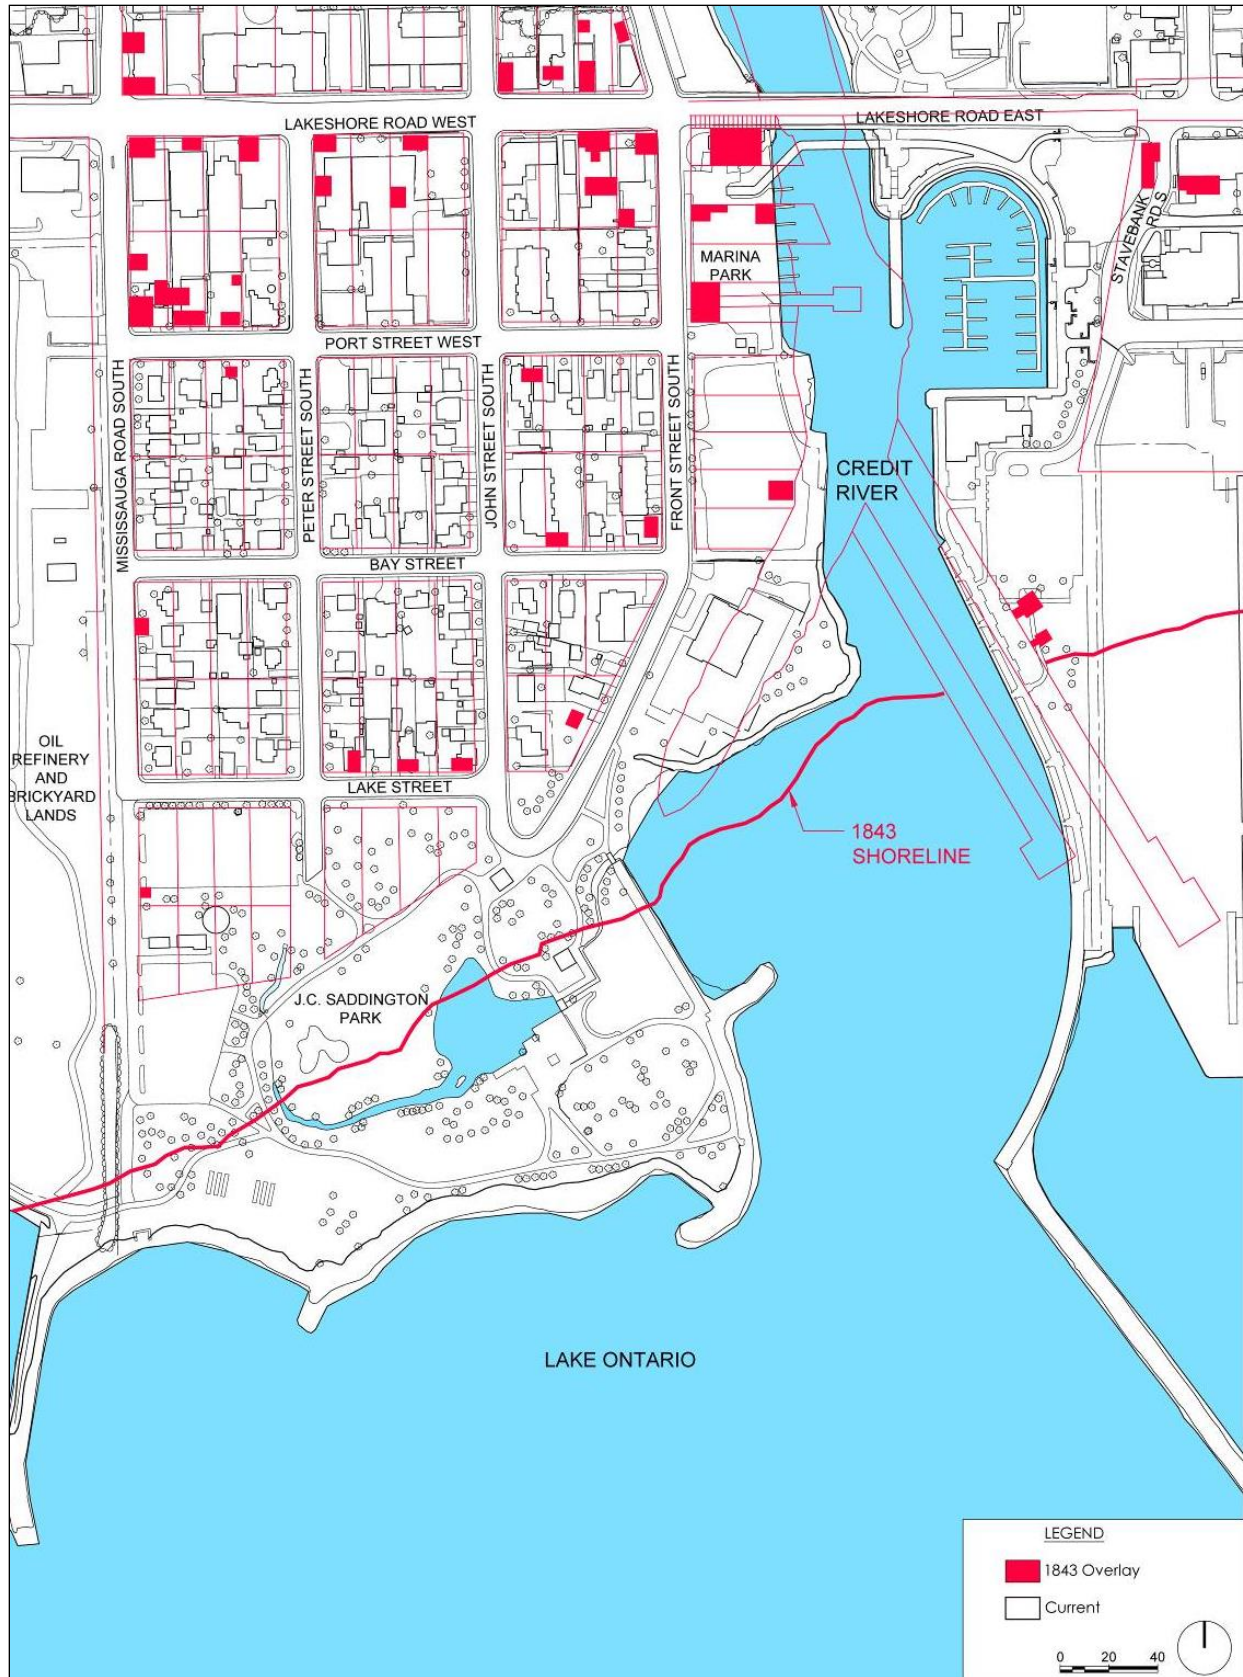 LAKESHORE ROAD WEST
LAKESHORE ROAD EAST
STAVEBANK
RD S
MARINA
PARK
PORT STREET WEST
MISSISSAUGA ROAD SOUTH
PETER STREET SOUTH
JOHN STREET SOUTH
FRONT STREET SOUTH
CREDIT
RIVER
BAY STREET
OIL
REFINERY
AND
BRICKYARD
LANDS
LAKE STREET
1843
SHORELINE
J.C. SADDINGTON
PARK
LAKE ONTARIO
LEGEND
1843 Overlay
Current
0 20 40